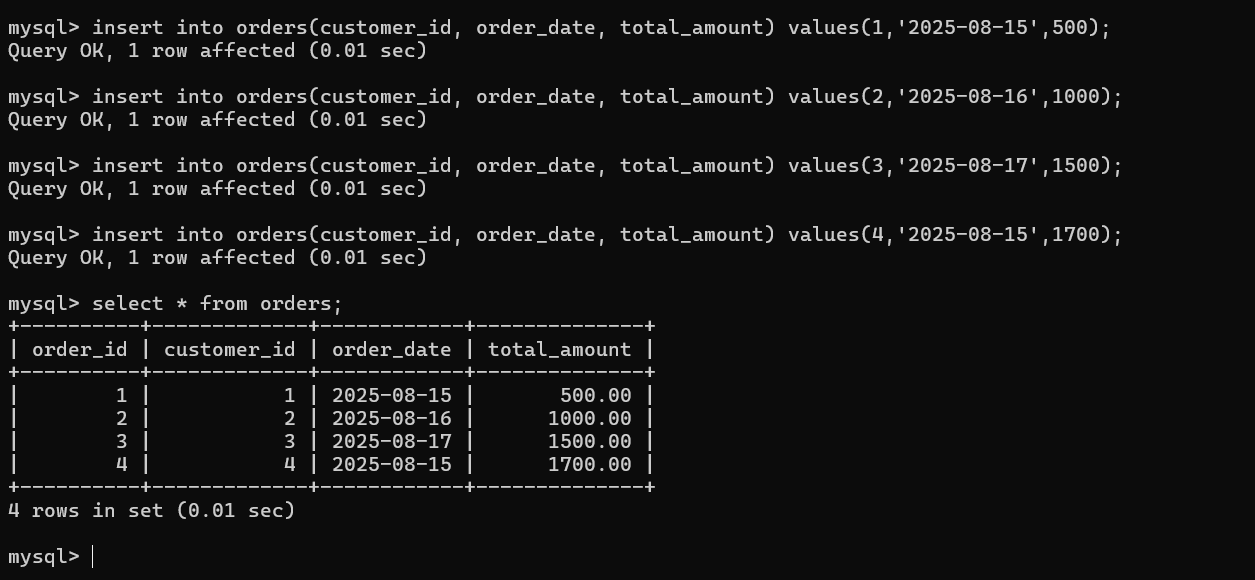 mysql> insert into orders(customer_id, order_date, total_amount) values(1,'2025-08-15',500);
Query OK, 1 row affected (0.01 sec)
mysql> insert into orders(customer_id, order_date, total_amount) values(2,'2025-08-16',1000);
Query OK, 1 row affected (0.01 sec)
mysql> insert into orders(customer_id, order_date, total_amount) values(3,'2025-08-17',1500);
Query OK, 1 row affected (0.01 sec)
mysql> insert into orders(customer_id, order_date, total_amount) values(4,'2025-08-15',1700);
Query OK, 1 row affected (0.01 sec)
mysql> select * from orders;
+----------+-------------+------------+--------------+
| order_id | customer_id | order_date | total_amount |
+----------+-------------+------------+--------------+
|        1 |           1 | 2025-08-15 |       500.00 |
|        2 |           2 | 2025-08-16 |      1000.00 |
|        3 |           3 | 2025-08-17 |      1500.00 |
|        4 |           4 | 2025-08-15 |      1700.00 |
+----------+-------------+------------+--------------+
4 rows in set (0.01 sec)
mysql>